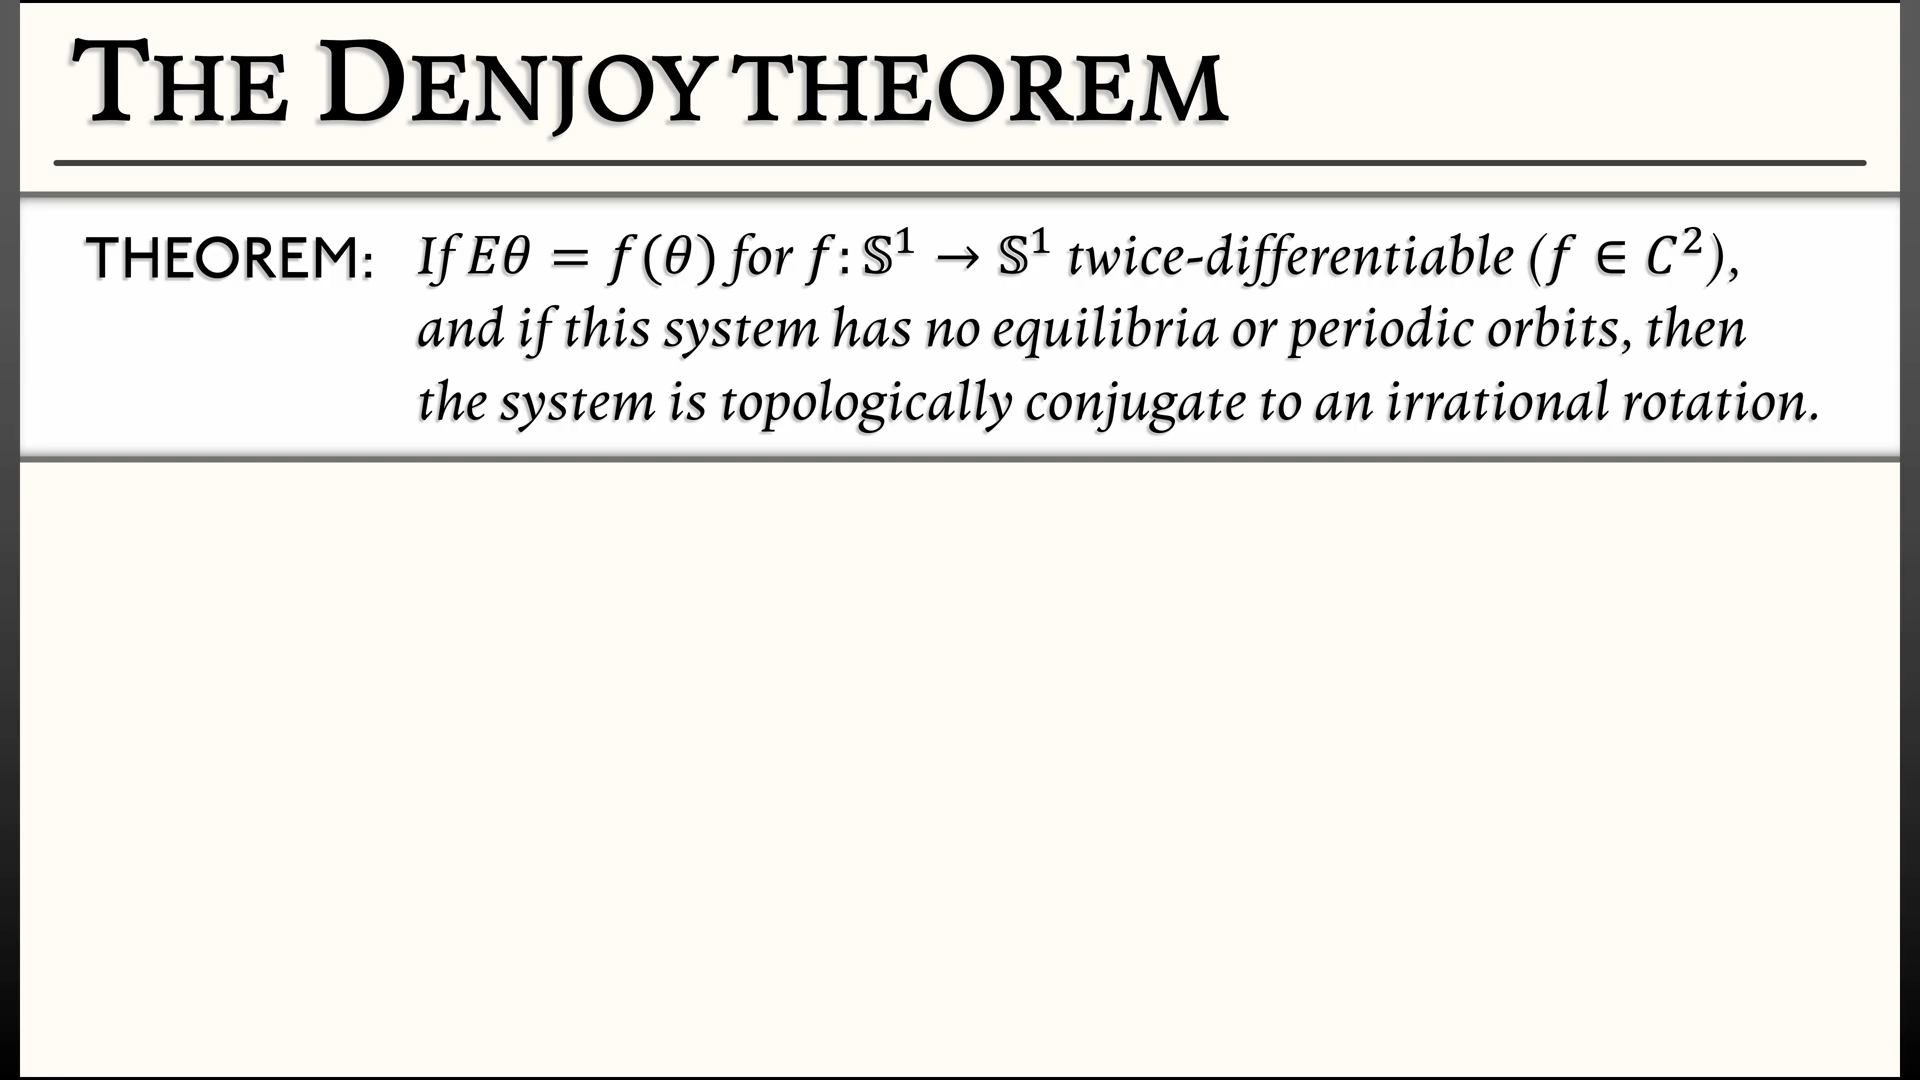 THE DENJOY THEOREM
THEOREM: If Eθ = f(θ) for f: 𝕊¹ → 𝕊¹ twice-differentiable (f ∈ C²),
and if this system has no equilibria or periodic orbits, then
the system is topologically conjugate to an irrational rotation.